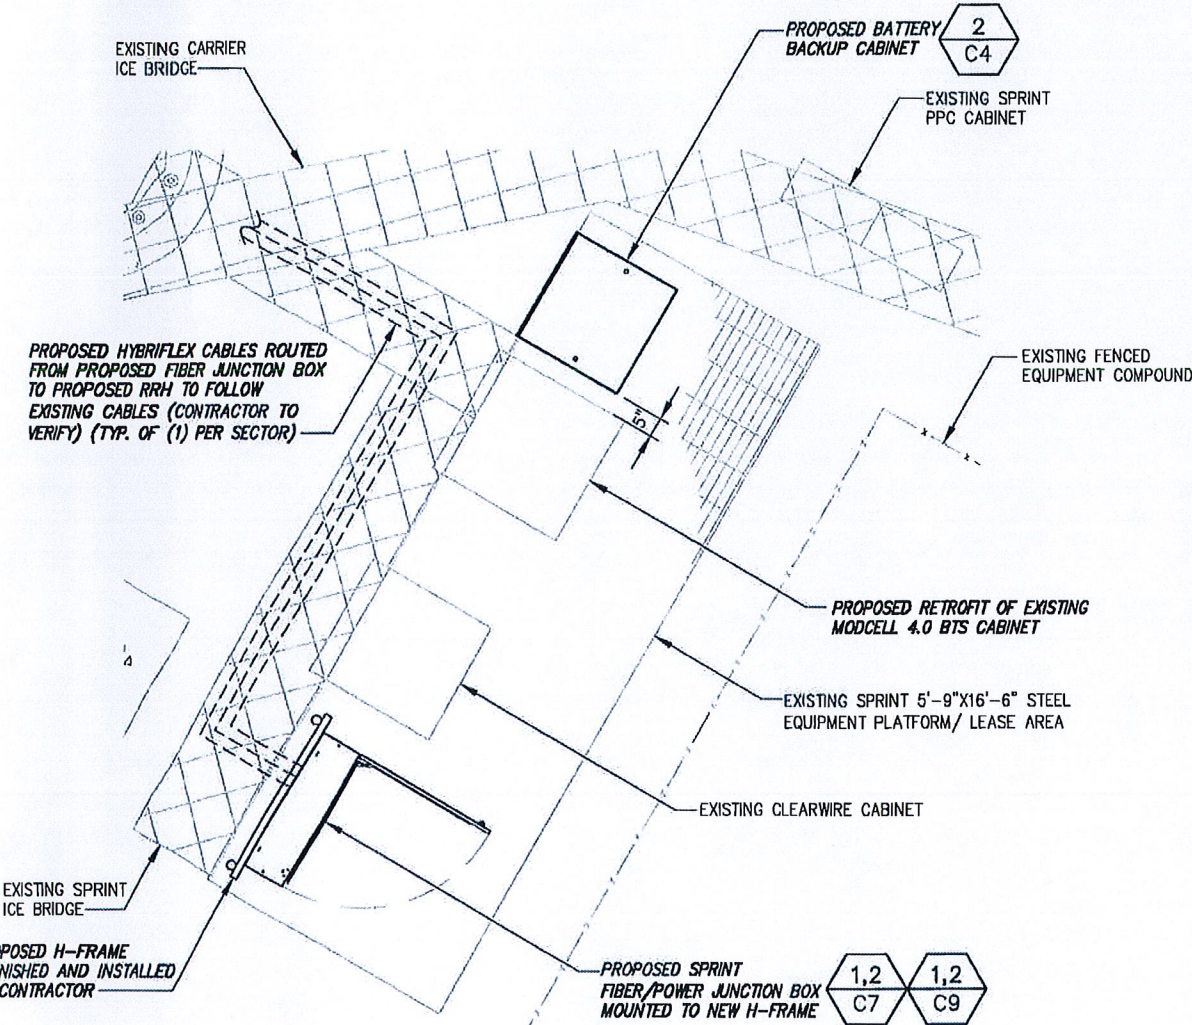 EXISTING CARRIER
ICE BRIDGE
PROPOSED BATTERY
BACKUP CABINET
2
C4
EXISTING SPRINT
PPC CABINET
PROPOSED HYBRIFLEX CABLES ROUTED
FROM PROPOSED FIBER JUNCTION BOX
TO PROPOSED RRH TO FOLLOW
EXISTING CABLES (CONTRACTOR TO
VERIFY) (TYP. OF (1) PER SECTOR)
EXISTING FENCED
EQUIPMENT COMPOUND
5"
PROPOSED RETROFIT OF EXISTING
MODCELL 4.0 BTS CABINET
EXISTING SPRINT 5'-9"X16'-6" STEEL
EQUIPMENT PLATFORM/ LEASE AREA
EXISTING CLEARWIRE CABINET
EXISTING SPRINT
ICE BRIDGE
POSED H-FRAME
NISHED AND INSTALLED
CONTRACTOR
PROPOSED SPRINT
FIBER/POWER JUNCTION BOX
MOUNTED TO NEW H-FRAME
1,2
C7
1,2
C9